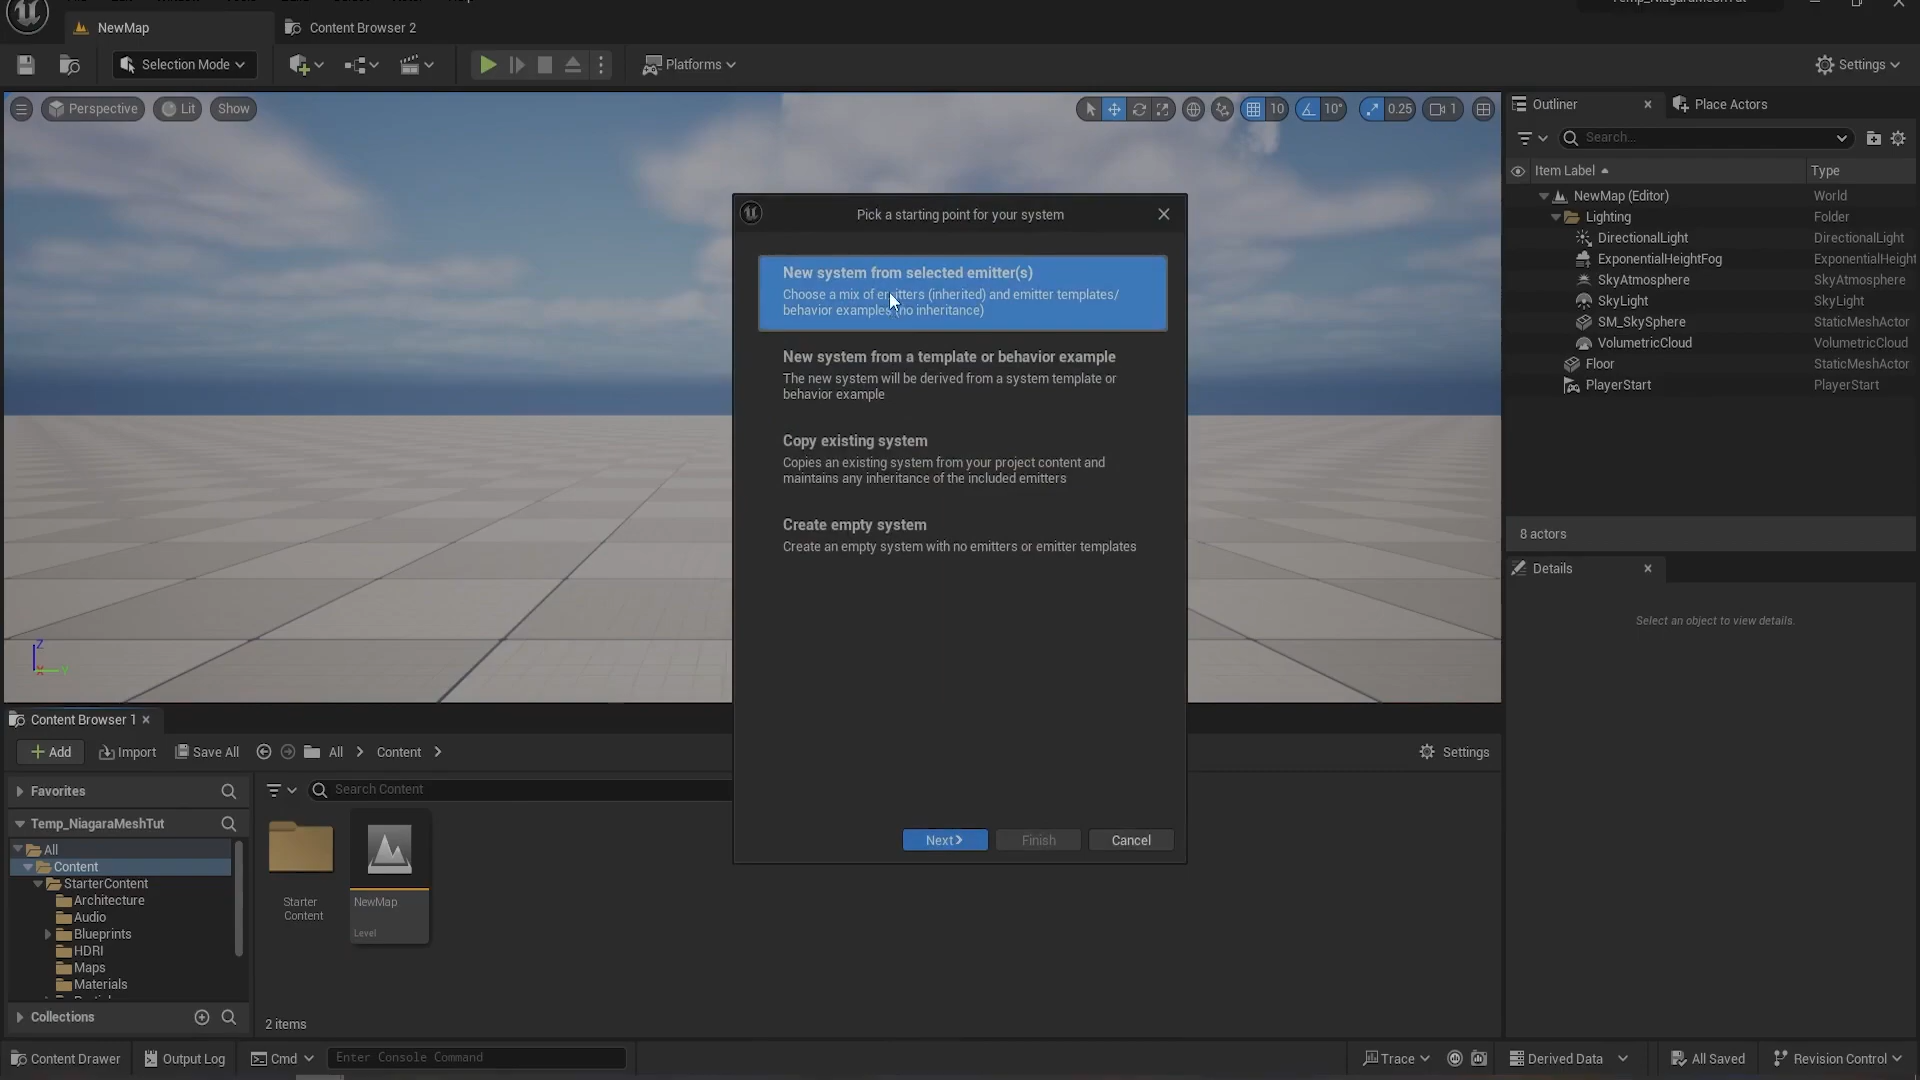 NewMap
Content Browser 2
Selection Mode
Platforms
Settings
Perspective
Lit
Show
10
10°
0.25
1
Outliner
Place Actors
Search...
Item Label
Type
NewMap (Editor)
World
Lighting
Folder
DirectionalLight
DirectionalLight
ExponentialHeightFog
ExponentialHeight
SkyAtmosphere
SkyAtmosphere
SkyLight
SkyLight
SM_SkySphere
StaticMeshActor
VolumetricCloud
VolumetricCloud
Floor
StaticMeshActor
PlayerStart
PlayerStart
8 actors
Details
Select an object to view details.
Pick a starting point for your system
New system from selected emitter(s)
Choose a mix of emitters (inherited) and emitter templates/
behavior examples (no inheritance)
New system from a template or behavior example
The new system will be derived from a system template or
behavior example
Copy existing system
Copies an existing system from your project content and
maintains any inheritance of the included emitters
Create empty system
Create an empty system with no emitters or emitter templates
Next
Finish
Cancel
Z
Y
Content Browser 1
Add
Import
Save All
All
Content
Settings
Favorites
Search Content
Temp_NiagaraMeshTut
All
Content
StarterContent
Architecture
Audio
Blueprints
HDRI
Maps
Materials
Starter
Content
NewMap
Level
Collections
2 items
Content Drawer
Output Log
Cmd
Enter Console Command
Trace
Derived Data
All Saved
Revision Control